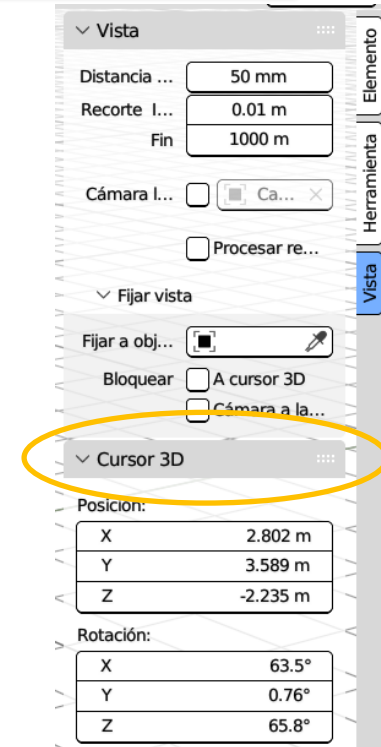 Vista
Distancia ... 50 mm
Recorte I... 0.01 m
Fin 1000 m
Cámara l... Ca...
Procesar re...
Fijar vista
Fijar a obj...
Bloquear A cursor 3D
Cámara a la...
Cursor 3D
Posición:
X 2.802 m
Y 3.589 m
Z -2.235 m
Rotación:
X 63.5°
Y 0.76°
Z 65.8°
Elemento
Herramienta
Vista